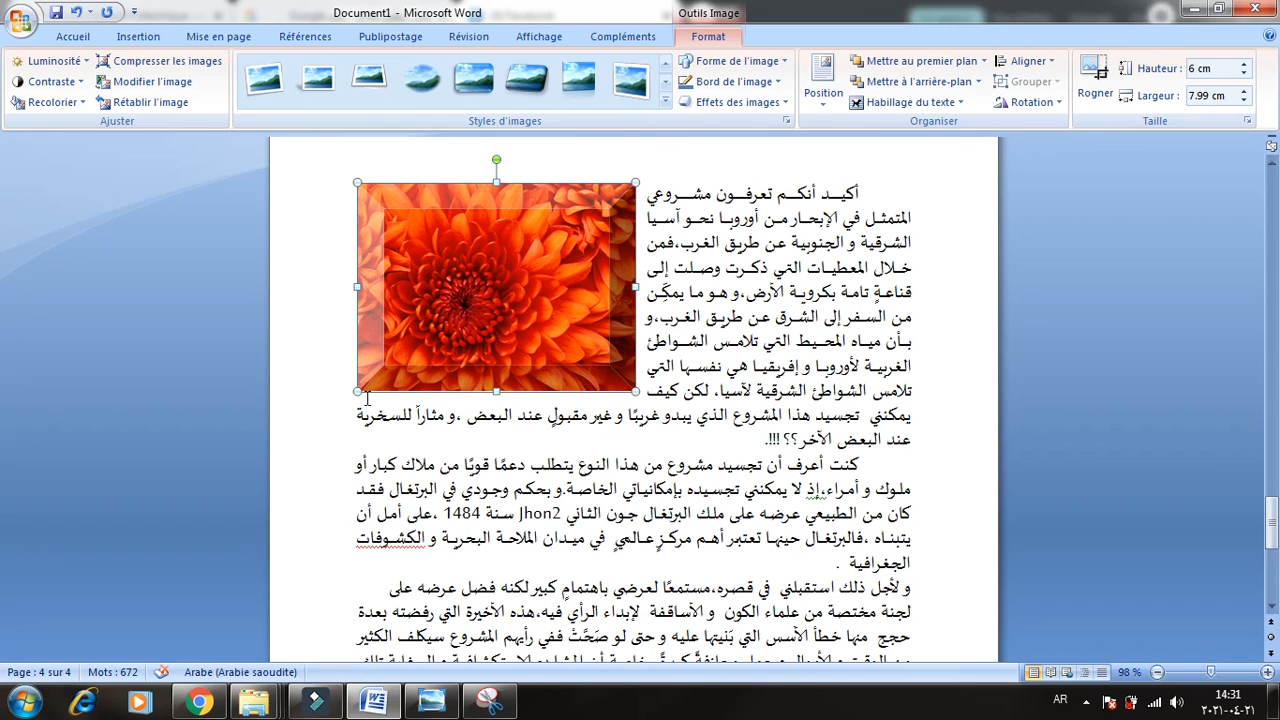 Document1 - Microsoft Word
Outils Image
Accueil
Insertion
Mise en page
Références
Publipostage
Révision
Affichage
Compléments
Format
Luminosité
Compresser les images
Contraste
Modifier l'image
Recolorier
Rétablir l'image
Ajuster
Styles d'images
Forme de l'image
Bord de l'image
Effets des images
Position
Mettre au premier plan
Mettre à l'arrière-plan
Habillage du texte
Aligner
Grouper
Rotation
Organiser
Rogner
Hauteur : 6 cm
Largeur : 7.99 cm
Taille
أكيد أنكم تعرفون مشروعي
المتمثل في الإبحار من أوروبا نحو آسيا
الشرقية و الجنوبية عن طريق الغرب،فمن
خلال المعطيات التي ذكرت وصلت إلى
قناعةٍ تامة بكروية الأرض،و هو ما يمكِّن
من السفر إلى الشرق عن طريق الغرب،و
بأن مياه المحيط التي تلامس الشواطئ
الغربية لأوروبا و إفريقيا هي نفسها التي
تلامس الشواطئ الشرقية لآسيا، لكن كيف
يمكنني تجسيد هذا المشروع الذي يبدو غريبًا و غير مقبولٍ عند البعض ،و مثاراً للسخرية
عند البعض الآخر؟؟ !!!.
كنت أعرف أن تجسيد مشروع من هذا النوع يتطلب دعمًا قويًا من ملاك كبار أو
ملوك و أمراء،إذ لا يمكنني تجسيده بإمكانياتي الخاصة.و بحكم وجودي في البرتغال فقد
كان من الطبيعي عرضه على ملك البرتغال جون الثاني Jhon2 سنة 1484 ،على أمل أن
يتبناه ،فالبرتغال حينها تعتبر أهم مركزٍ عالميٍ في ميدان الملاحة البحرية و الكشوفات
الجغرافية .
و لأجل ذلك استقبلني في قصره،مستمعًا لعرضي باهتمامٍ كبير لكنه فضل عرضه على
لجنة مختصة من علماء الكون و الأساقفة لإبداء الرأي فيه،هذه الأخيرة التي رفضته بعدة
حجج منها خطأ الأسس التي بَنيتها عليه و حتى لو صَحَّتْ ففي رأيهم المشروع سيكلف الكثير
Page : 4 sur 4
Mots : 672
Arabe (Arabie saoudite)
98 %
AR
14:31
٢٠٢١-٠٤-٢١